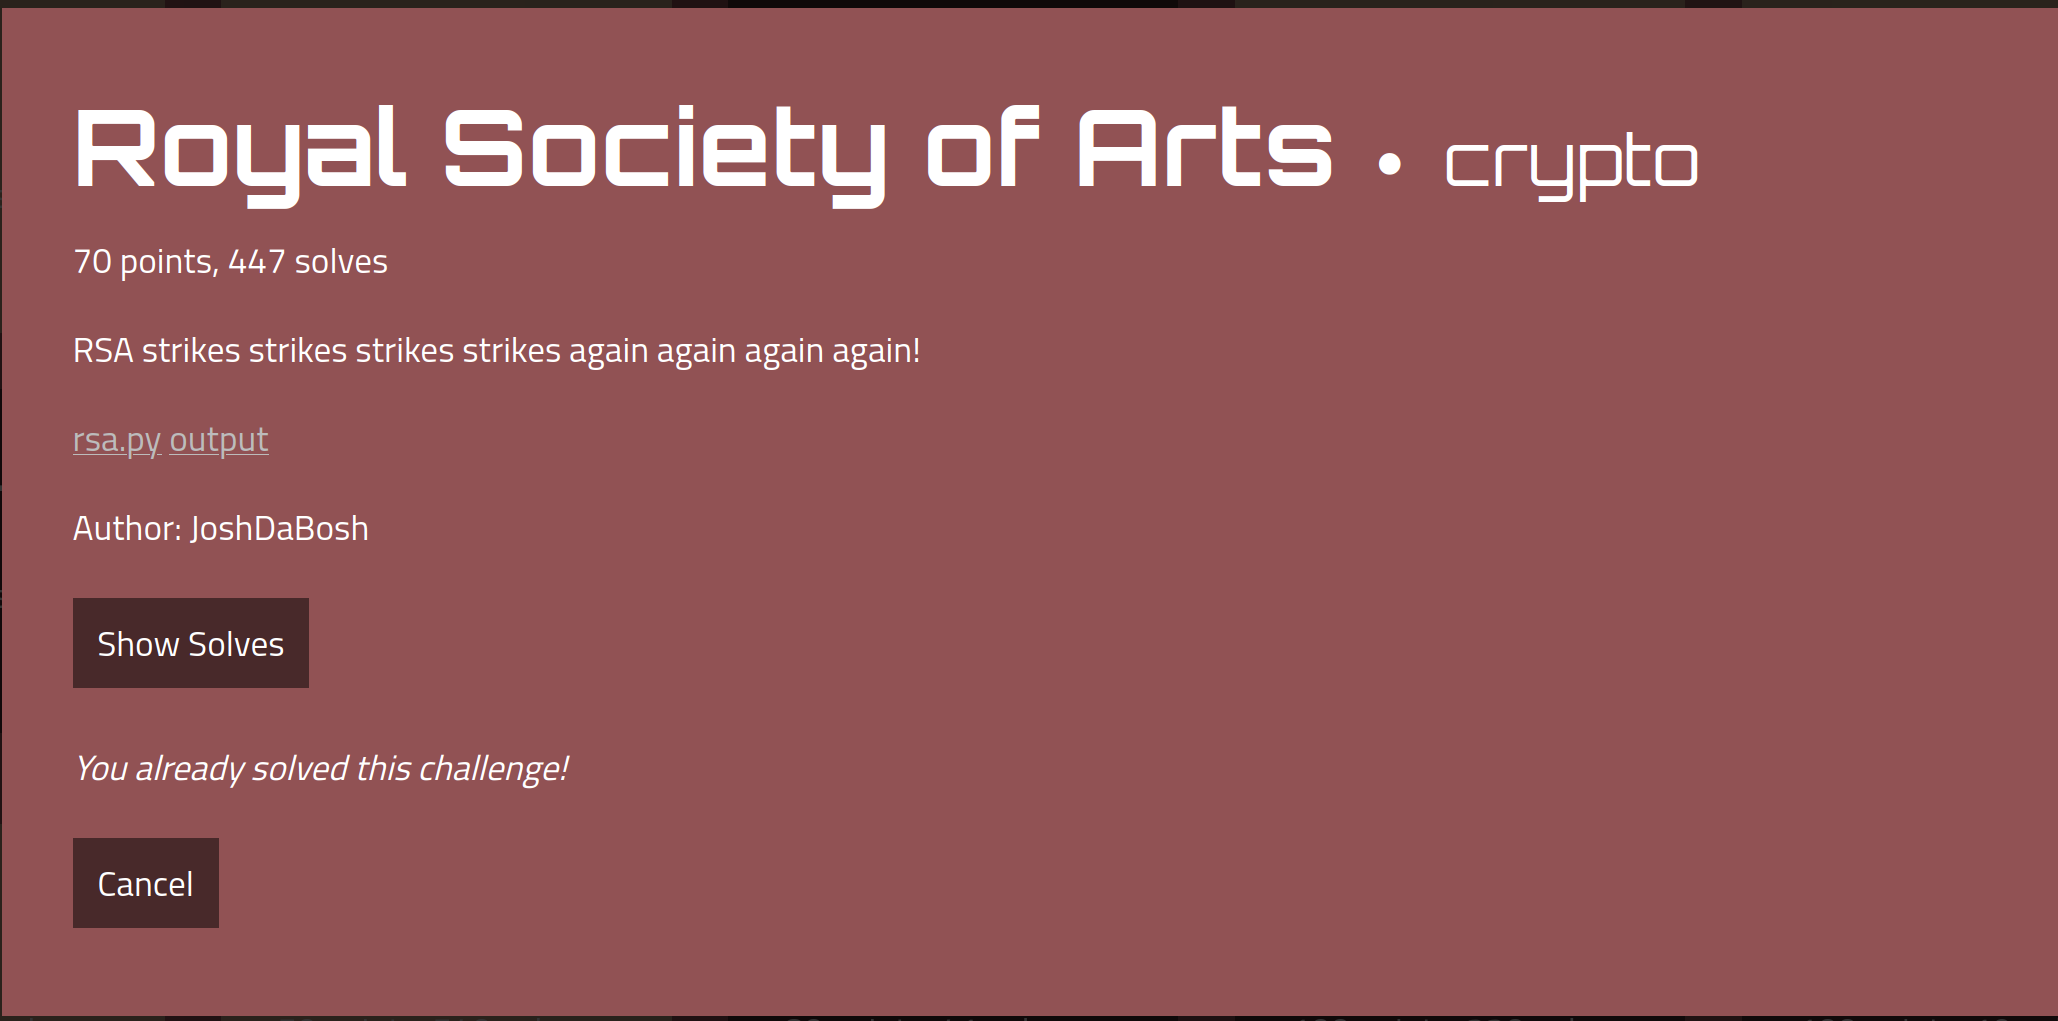 Royal Society of Arts • crypto
70 points, 447 solves
RSA strikes strikes strikes strikes again again again again!
rsa.py output
Author: JoshDaBosh
Show Solves
You already solved this challenge!
Cancel